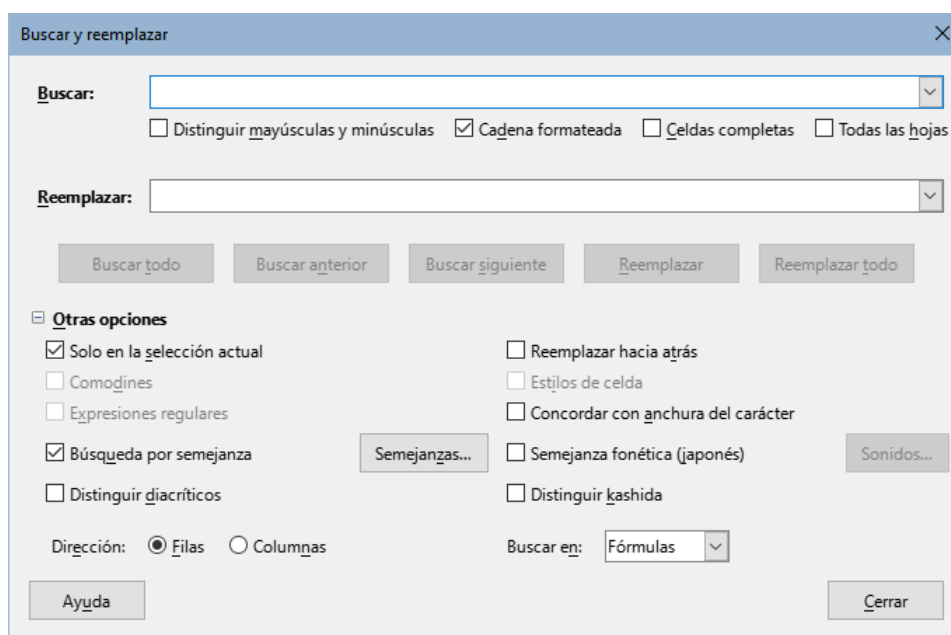 Buscar y reemplazar
Buscar:
Distinguir mayúsculas y minúsculas Cadena formateada Celdas completas Todas las hojas
Reemplazar:
Buscar todo Buscar anterior Buscar siguiente Reemplazar Reemplazar todo
Otras opciones
Solo en la selección actual Reemplazar hacia atrás
Comodines Estilos de celda
Expresiones regulares Concordar con anchura del carácter
Búsqueda por semejanza Semejanzas... Semejanza fonética (japonés) Sonidos...
Distinguir diacríticos Distinguir kashida
Dirección: Filas Columnas Buscar en: Fórmulas
Ayuda Cerrar